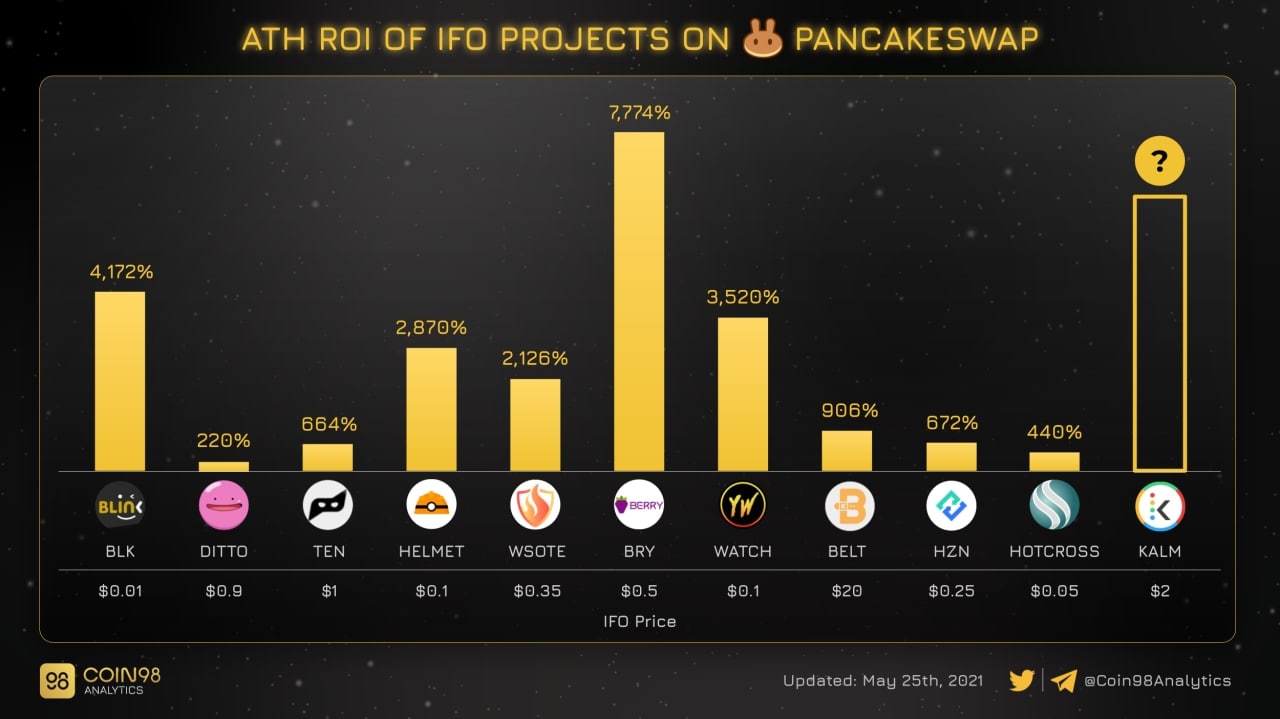 ATH ROI OF IFO PROJECTS ON PANCAKESWAP
7,774%
?
4,172%
3,520%
2,870%
2,126%
906%
664%
672%
440%
220%
BLINK
BERRY
YW
B
K
BLK DITTO TEN HELMET WSOTE BRY WATCH BELT HZN HOTCROSS KALM
$0.01 $0.9 $1 $0.1 $0.35 $0.5 $0.1 $20 $0.25 $0.05 $2
IFO Price
98 COIN98
ANALYTICS
Updated: May 25th, 2021 @Coin98Analytics